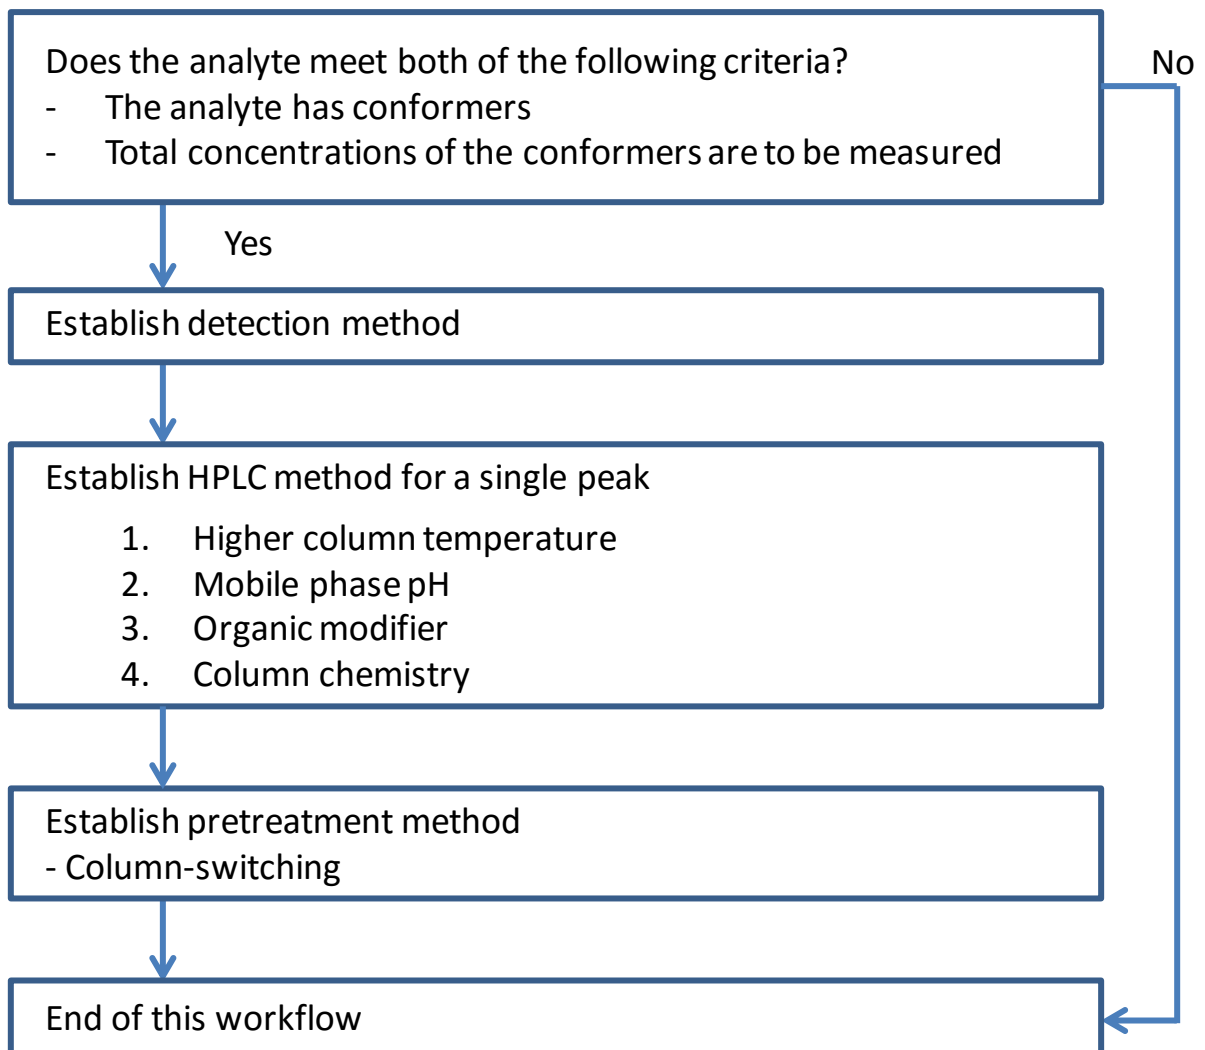 Does the analyte meet both of the following criteria?
No
- The analyte has conformers
- Total concentrations of the conformers are to be measured
Yes
Establish detection method
Establish HPLC method for a single peak
1. Higher column temperature
2. Mobile phase pH
3. Organic modifier
4. Column chemistry
Establish pretreatment method
- Column-switching
End of this workflow